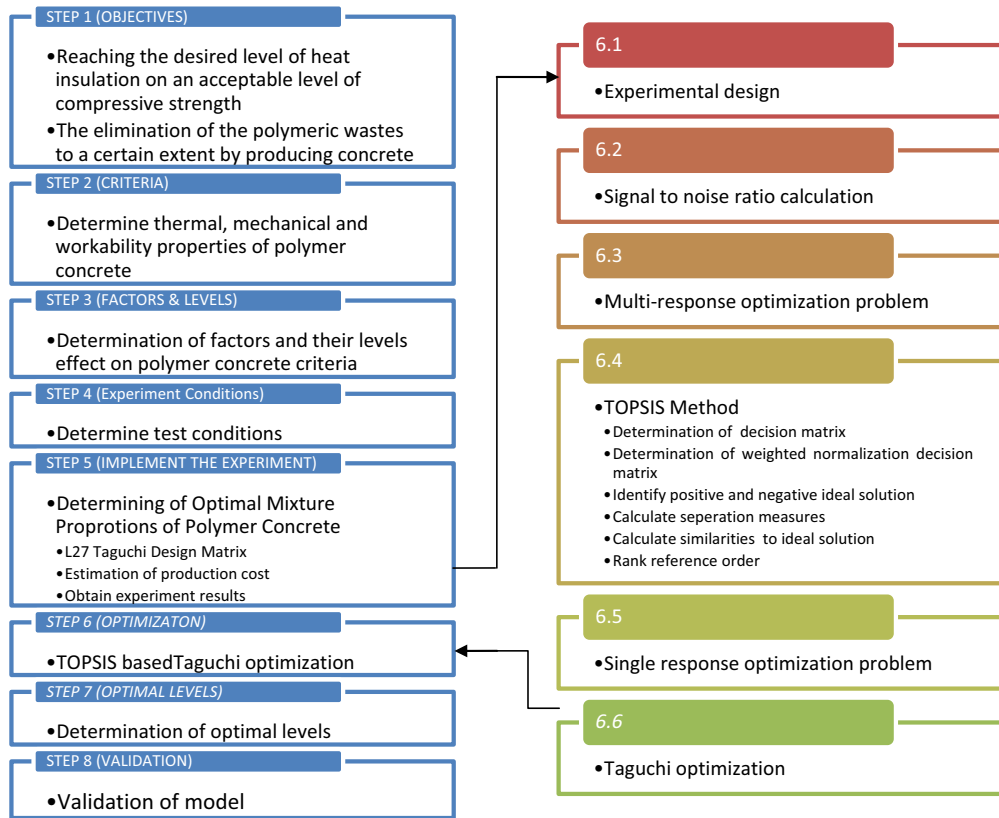 STEP 1 (OBJECTIVES)
•Reaching the desired level of heat
insulation on an acceptable level of
compressive strength
•The elimination of the polymeric wastes
to a certain extent by producing concrete
STEP 2 (CRITERIA)
•Determine thermal, mechanical and
workability properties of polymer
concrete
STEP 3 (FACTORS & LEVELS)
•Determination of factors and their levels
effect on polymer concrete criteria
STEP 4 (Experiment Conditions)
•Determine test conditions
STEP 5 (IMPLEMENT THE EXPERIMENT)
•Determining of Optimal Mixture
Proprotions of Polymer Concrete
•L27 Taguchi Design Matrix
•Estimation of production cost
•Obtain experiment results
STEP 6 (OPTIMIZATON)
•TOPSIS basedTaguchi optimization
STEP 7 (OPTIMAL LEVELS)
•Determination of optimal levels
STEP 8 (VALIDATION)
•Validation of model
6.1
•Experimental design
6.2
•Signal to noise ratio calculation
6.3
•Multi-response optimization problem
6.4
•TOPSIS Method
•Determination of decision matrix
•Determination of weighted normalization decision
matrix
•Identify positive and negative ideal solution
•Calculate seperation measures
•Calculate similarities to ideal solution
•Rank reference order
6.5
•Single response optimization problem
6.6
•Taguchi optimization